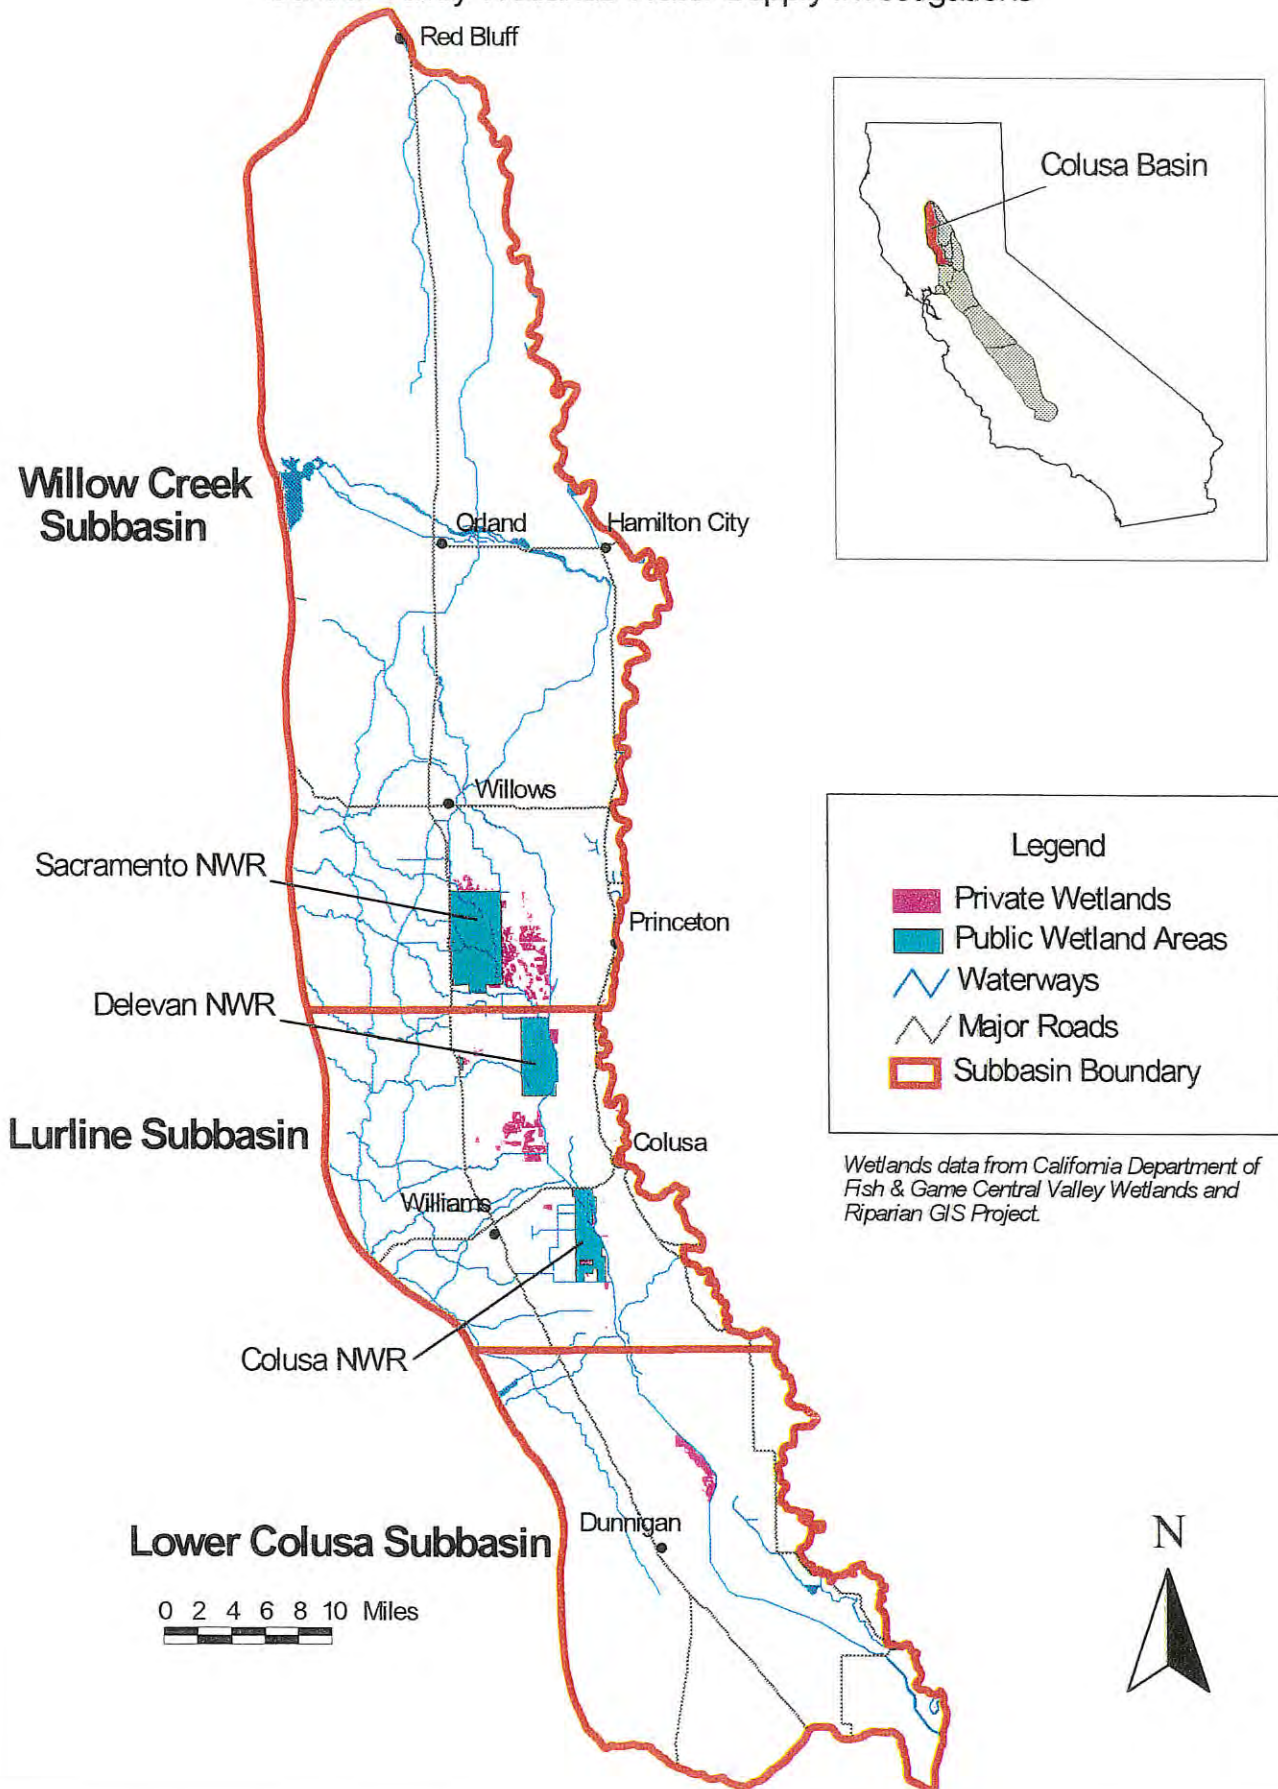 Supply Investigations
Red Bluff
Colusa Basin
Willow Creek
Subbasin
Orland
Hamilton City
Willows
Sacramento NWR
Princeton
Delevan NWR
Lurline Subbasin
Colusa
Williams
Colusa NWR
Legend
Private Wetlands
Public Wetland Areas
Waterways
Major Roads
Subbasin Boundary
Wetlands data from California Department of
Fish & Game Central Valley Wetlands and
Riparian GIS Project.
Lower Colusa Subbasin
Dunnigan
0 2 4 6 8 10 Miles
N